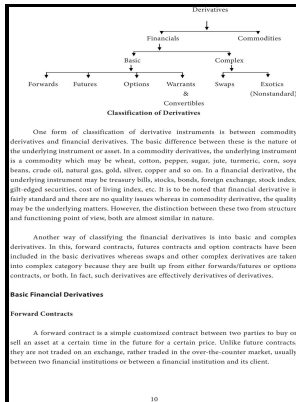 Derivatives
Financials Commodities
Basic Complex
Forwards Futures Options Warrants Swaps Exotics
& (Nonstandard)
Convertibles
Classification of Derivatives
One form of classification of derivative instruments is between commodity
derivatives and financial derivatives. The basic difference between these is the nature of
the underlying instrument or asset. In a commodity derivatives, the underlying instrument
is a commodity which may be wheat, cotton, pepper, sugar, jute, turmeric, corn, soya
beans, crude oil, natural gas, gold, silver, copper and so on. In a financial derivative, the
underlying instrument may be treasury bills, stocks, bonds, foreign exchange, stock index,
gilt-edged securities, cost of living index, etc. It is to be noted that financial derivative is
fairly standard and there are no quality issues whereas in commodity derivative, the quality
may be the underlying matters. However, the distinction between these two from structure
and functioning point of view, both are almost similar in nature.
Another way of classifying the financial derivatives is into basic and complex
derivatives. In this, forward contracts, futures contracts and option contracts have been
included in the basic derivatives whereas swaps and other complex derivatives are taken
into complex category because they are built up from either forwards/futures or options
contracts, or both. In fact, such derivatives are effectively derivatives of derivatives.
Basic Financial Derivatives
Forward Contracts
A forward contract is a simple customized contract between two parties to buy or
sell an asset at a certain time in the future for a certain price. Unlike future contracts,
they are not traded on an exchange, rather traded in the over-the-counter market, usually
between two financial institutions or between a financial institution and its client.
10